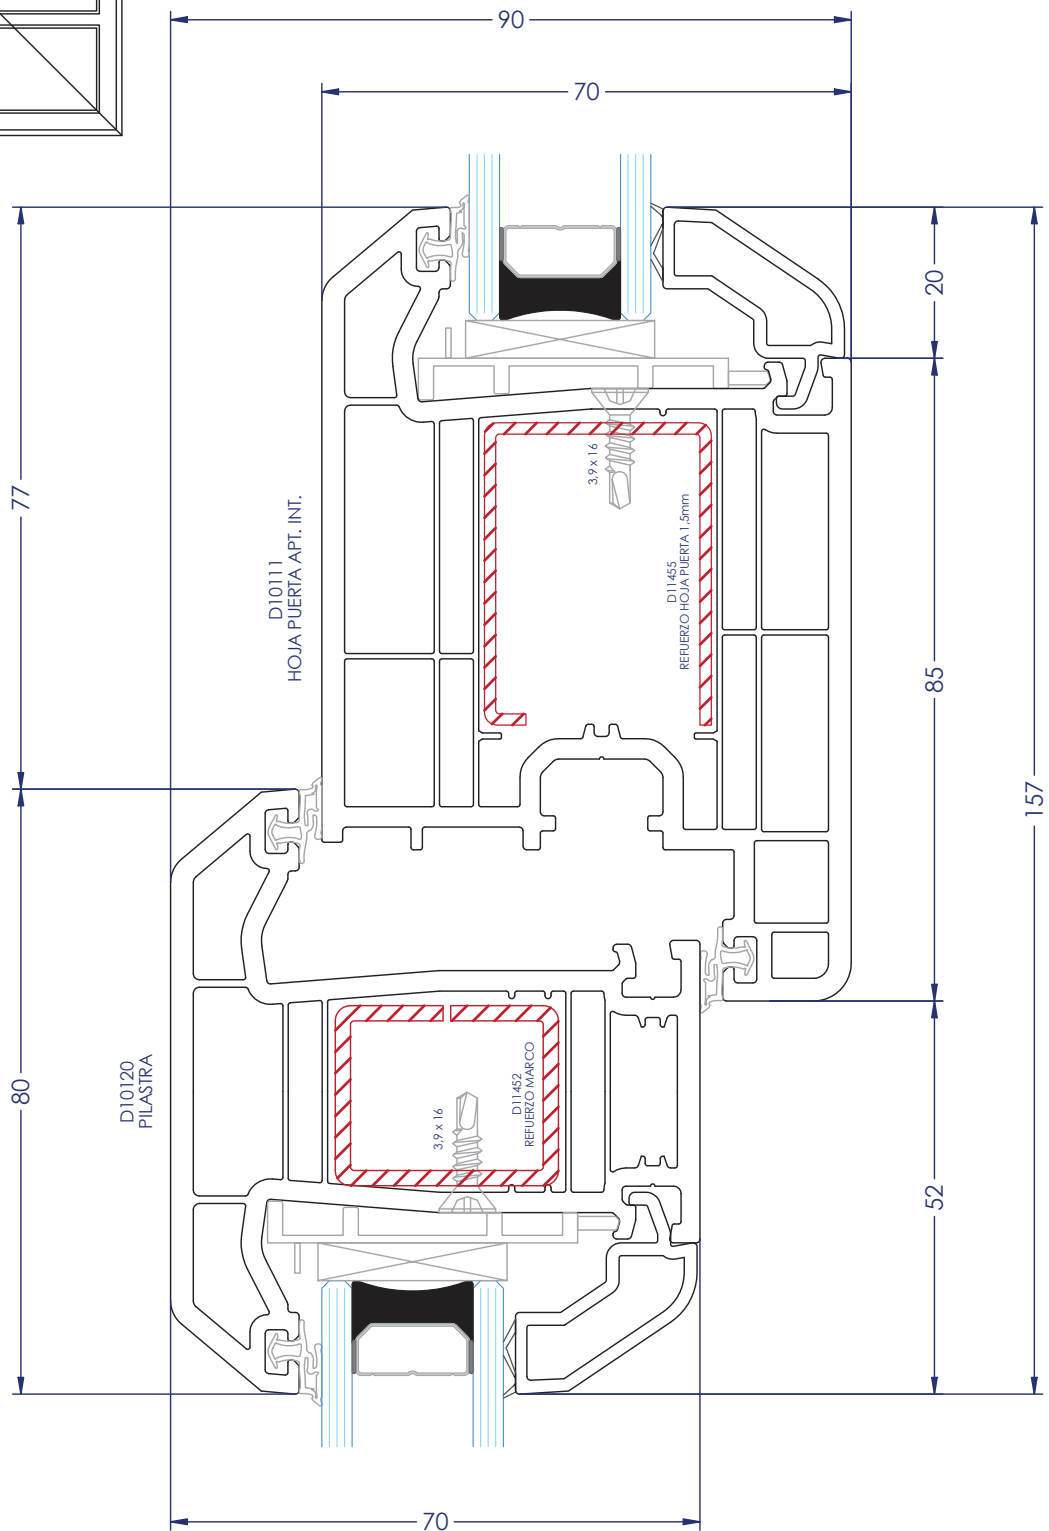 90
70
20
77
3,9 x 16
D10111
HOJA PUERTA APT. INT.
D11455
REFUERZO HOJA PUERTA 1,5mm
85
157
80
D10120
PILASTRA
3,9 x 16
D11452
REFUERZO MARCO
52
70